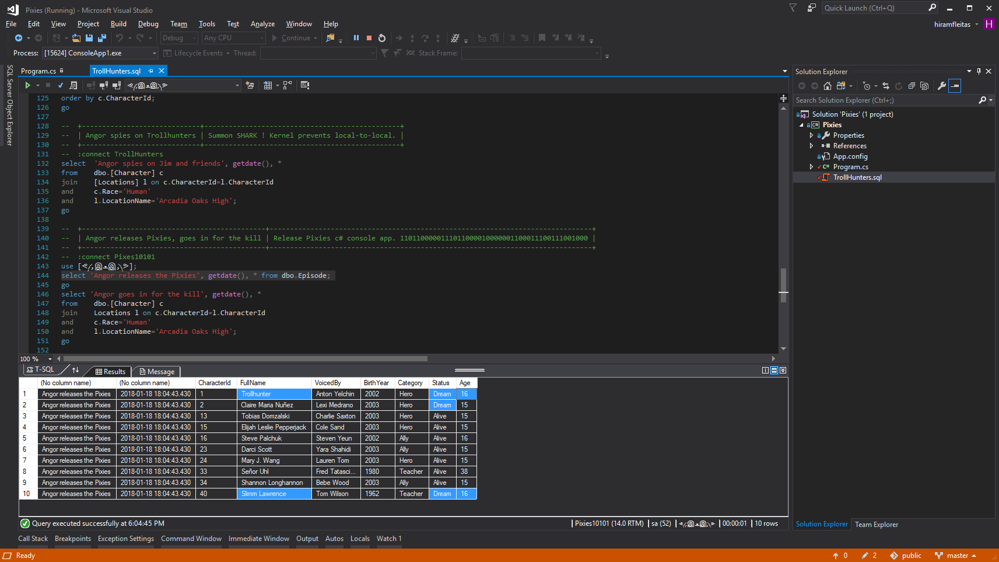 Pixies (Running) - Microsoft Visual Studio
Quick Launch (Ctrl+Q)
File Edit View Project Build Debug Team Tools Test Analyze Window Help
hiramfleitas H
Debug Any CPU Continue
Process: [15624] ConsoleApp1.exe Lifecycle Events Thread: Stack Frame:
SQL Server Object Explorer
Program.cs TrollHunters.sql
125 order by c.CharacterId;
126 go
127
128 -- +-----------------------------+------------------------------------------------+
129 -- | Angor spies on Trollhunters | Summon SHARK ! Kernel prevents local-to-local. |
130 -- +-----------------------------+------------------------------------------------+
131 -- :connect TrollHunters
132 select 'Angor spies on Jim and friends', getdate(), *
133 from dbo.[Character] c
134 join [Locations] l on c.CharacterId=l.CharacterId
135 and c.Race='Human'
136 and l.LocationName='Arcadia Oaks High';
137 go
138
139 -- +---------------------------------------------+-------------------------------------------------------------------------------+
140 -- | Angor releases Pixies, goes in for the kill | Release Pixies c# console app. 1101100000111011000010000001100011100111001000 |
141 -- +---------------------------------------------+-------------------------------------------------------------------------------+
142 -- :connect Pixes10101
143 use [ ];
144 select 'Angor releases the Pixies', getdate(), * from dbo.Episode;
145 go
146 select 'Angor goes in for the kill', getdate(), *
147 from dbo.[Character] c
148 join Locations l on c.CharacterId=l.CharacterId
149 and c.Race='Human'
150 and l.LocationName='Arcadia Oaks High';
151 go
152
100 %
T-SQL Results Message
(No column name) (No column name) CharacterId FullName VoicedBy BirthYear Category Status Age
1 Angor releases the Pixies 2018-01-18 18:04:43.430 1 Trollhunter Anton Yelchin 2002 Hero Dream 16
2 Angor releases the Pixies 2018-01-18 18:04:43.430 2 Claire Maria Nuñez Lexi Medrano 2003 Hero Dream 15
3 Angor releases the Pixies 2018-01-18 18:04:43.430 13 Tobias Domzalski Charlie Saxton 2003 Hero Alive 15
4 Angor releases the Pixies 2018-01-18 18:04:43.430 15 Elijah Leslie Pepperjack Cole Sand 2003 Hero Alive 15
5 Angor releases the Pixies 2018-01-18 18:04:43.430 16 Steve Palchuk Steven Yeun 2002 Ally Alive 16
6 Angor releases the Pixies 2018-01-18 18:04:43.430 23 Darci Scott Yara Shahidi 2003 Ally Alive 15
7 Angor releases the Pixies 2018-01-18 18:04:43.430 24 Mary J. Wang Lauren Tom 2003 Hero Alive 15
8 Angor releases the Pixies 2018-01-18 18:04:43.430 33 Señor Uhl Fred Tatasci... 1980 Teacher Alive 38
9 Angor releases the Pixies 2018-01-18 18:04:43.430 34 Shannon Longhannon Bebe Wood 2003 Ally Alive 15
10 Angor releases the Pixies 2018-01-18 18:04:43.430 40 Slimm Lawrence Tom Wilson 1962 Teacher Dream 16
Query executed successfully at 6:04:45 PM
Pixies10101 (14.0 RTM) sa (52) 00:00:01 10 rows
Solution Explorer
Search Solution Explorer (Ctrl+;)
Solution 'Pixies' (1 project)
C# Pixies
Properties
References
App.config
C# Program.cs
TrollHunters.sql
Solution Explorer Team Explorer
Call Stack Breakpoints Exception Settings Command Window Immediate Window Output Autos Locals Watch 1
Ready
0 2 public master